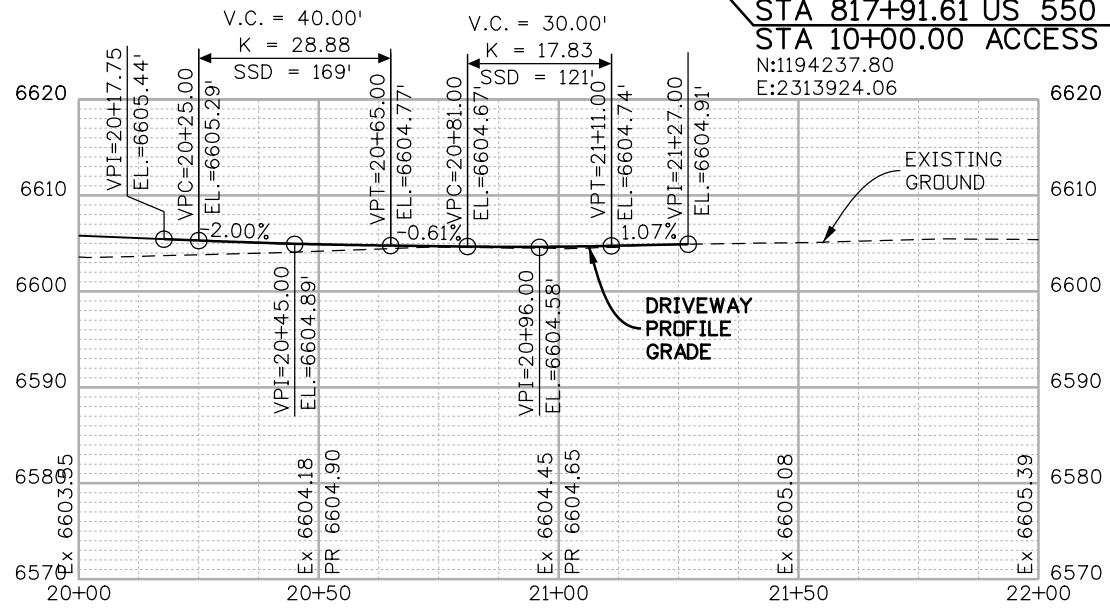 V.C. = 40.00'
K = 28.88
SSD = 169'
V.C. = 30.00'
K = 17.83
SSD = 121'
STA 817+91.61 US 550
STA 10+00.00 ACCESS
N:1194237.80
E:2313924.06
VPI=20+17.75
EL.=6605.44'
VPC=20+25.00
EL.=6605.29'
VPT=20+65.00
EL.=6604.77'
VPC=20+81.00
EL.=6604.67'
VPT=21+11.00
EL.=6604.74'
VPI=21+27.00
EL.=6604.91'
6620
6620
6610
6610
EXISTING
GROUND
-2.00%
-0.61%
1.07%
6600
6600
VPI=20+45.00
EL.=6604.89'
VPI=20+96.00
EL.=6604.58'
DRIVEWAY
PROFILE
GRADE
6590
6590
6580
6580
Ex 6603.55
Ex 6604.18
PR 6604.90
Ex 6604.45
PR 6604.65
Ex 6605.08
Ex 6605.39
6570
6570
20+00
20+50
21+00
21+50
22+00